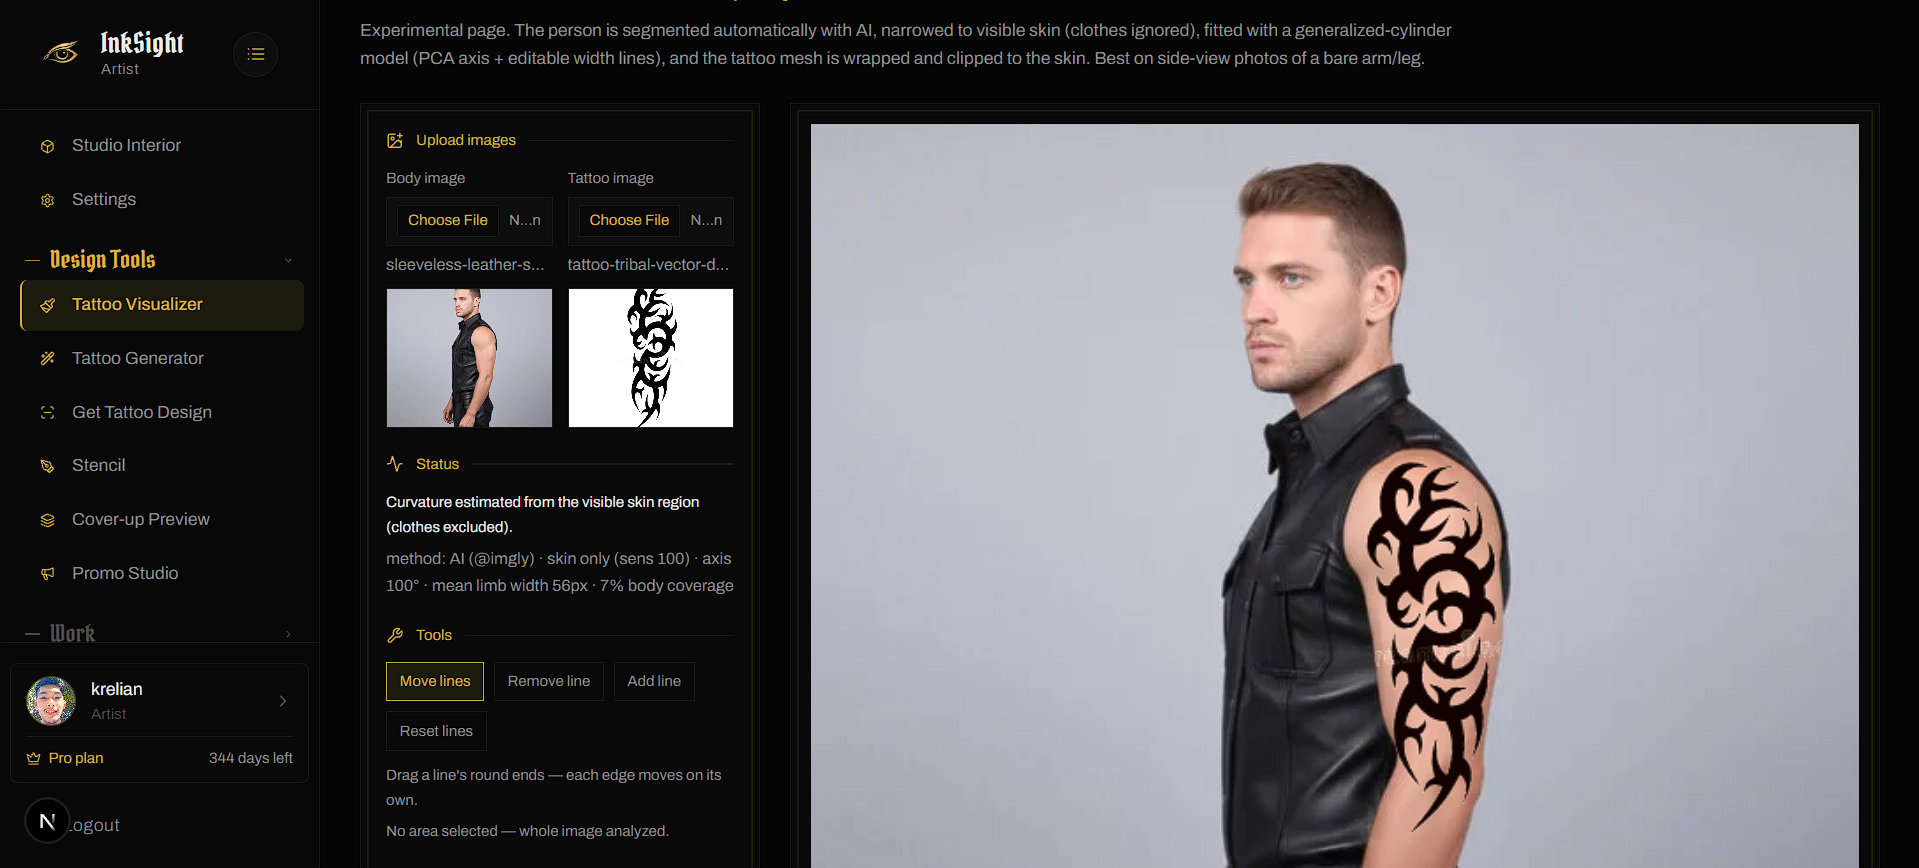 InkSight
Artist
Studio Interior
Settings
Design Tools
Tattoo Visualizer
Tattoo Generator
Get Tattoo Design
Stencil
Cover-up Preview
Promo Studio
Work
krelian
Artist
Pro plan
344 days left
N
Logout
Experimental page. The person is segmented automatically with AI, narrowed to visible skin (clothes ignored), fitted with a generalized-cylinder
model (PCA axis + editable width lines), and the tattoo mesh is wrapped and clipped to the skin. Best on side-view photos of a bare arm/leg.
Upload images
Body image
Tattoo image
Choose File N...n
Choose File N...n
sleeveless-leather-s...
tattoo-tribal-vector-d...
Status
Curvature estimated from the visible skin region
(clothes excluded).
method: AI (@imgly) · skin only (sens 100) · axis
100° · mean limb width 56px · 7% body coverage
Tools
Move lines
Remove line
Add line
Reset lines
Drag a line's round ends — each edge moves on its
own.
No area selected — whole image analyzed.